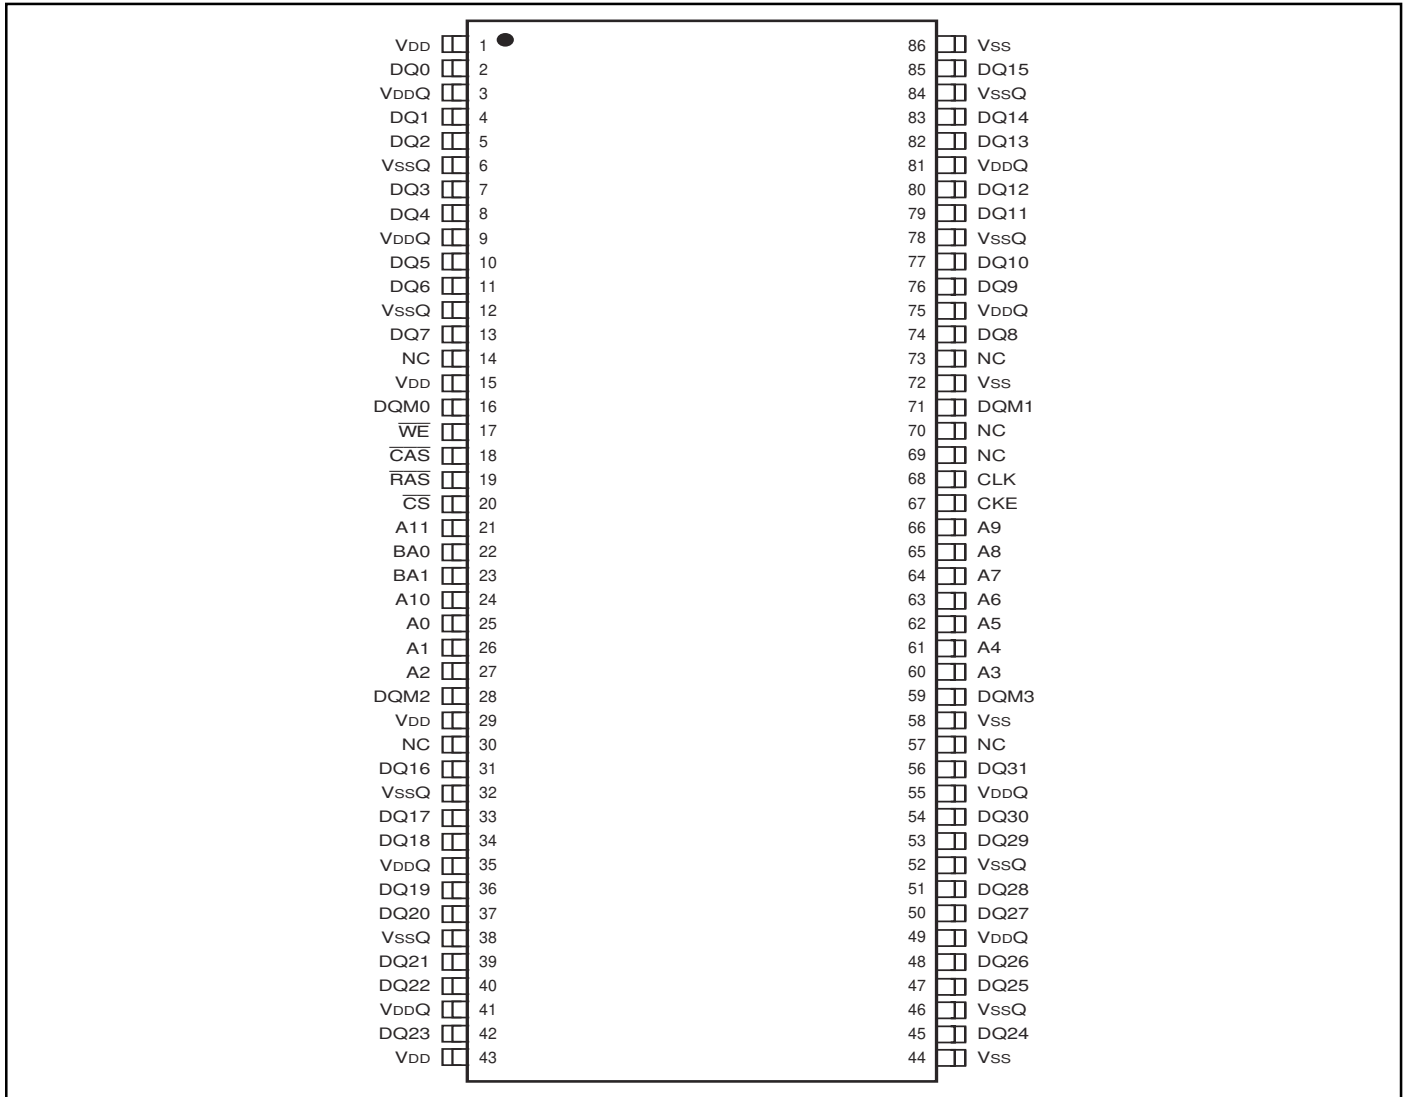 VDD 1 86 VSS
DQ0 2 85 DQ15
VDDQ 3 84 VSSQ
DQ1 4 83 DQ14
DQ2 5 82 DQ13
VSSQ 6 81 VDDQ
DQ3 7 80 DQ12
DQ4 8 79 DQ11
VDDQ 9 78 VSSQ
DQ5 10 77 DQ10
DQ6 11 76 DQ9
VSSQ 12 75 VDDQ
DQ7 13 74 DQ8
NC 14 73 NC
VDD 15 72 VSS
DQM0 16 71 DQM1
WE 17 70 NC
CAS 18 69 NC
RAS 19 68 CLK
CS 20 67 CKE
A11 21 66 A9
BA0 22 65 A8
BA1 23 64 A7
A10 24 63 A6
A0 25 62 A5
A1 26 61 A4
A2 27 60 A3
DQM2 28 59 DQM3
VDD 29 58 VSS
NC 30 57 NC
DQ16 31 56 DQ31
VSSQ 32 55 VDDQ
DQ17 33 54 DQ30
DQ18 34 53 DQ29
VDDQ 35 52 VSSQ
DQ19 36 51 DQ28
DQ20 37 50 DQ27
VSSQ 38 49 VDDQ
DQ21 39 48 DQ26
DQ22 40 47 DQ25
VDDQ 41 46 VSSQ
DQ23 42 45 DQ24
VDD 43 44 VSS